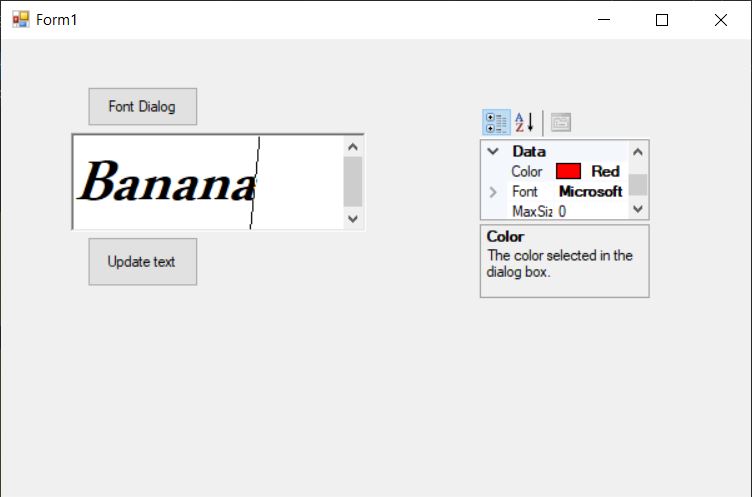 Form1
Font Dialog
Banana
Update text
A
Z
Data
Color Red
Font Microsoft
MaxSiz 0
Color
The color selected in the
dialog box.